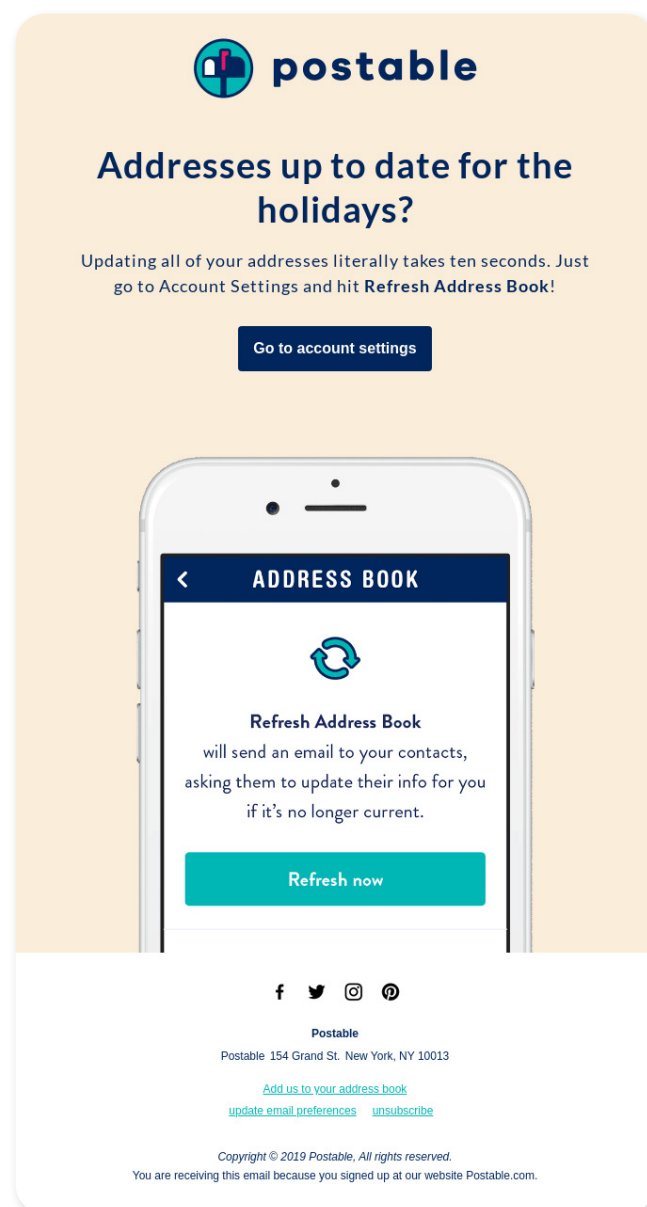 postable
Addresses up to date for the
holidays?
Updating all of your addresses literally takes ten seconds. Just
go to Account Settings and hit Refresh Address Book!
Go to account settings
ADDRESS BOOK
Refresh Address Book
will send an email to your contacts,
asking them to update their info for you
if it's no longer current.
Refresh now
Postable
Postable 154 Grand St. New York, NY 10013
Add us to your address book
update email preferences unsubscribe
Copyright © 2019 Postable, All rights reserved.
You are receiving this email because you signed up at our website Postable.com.